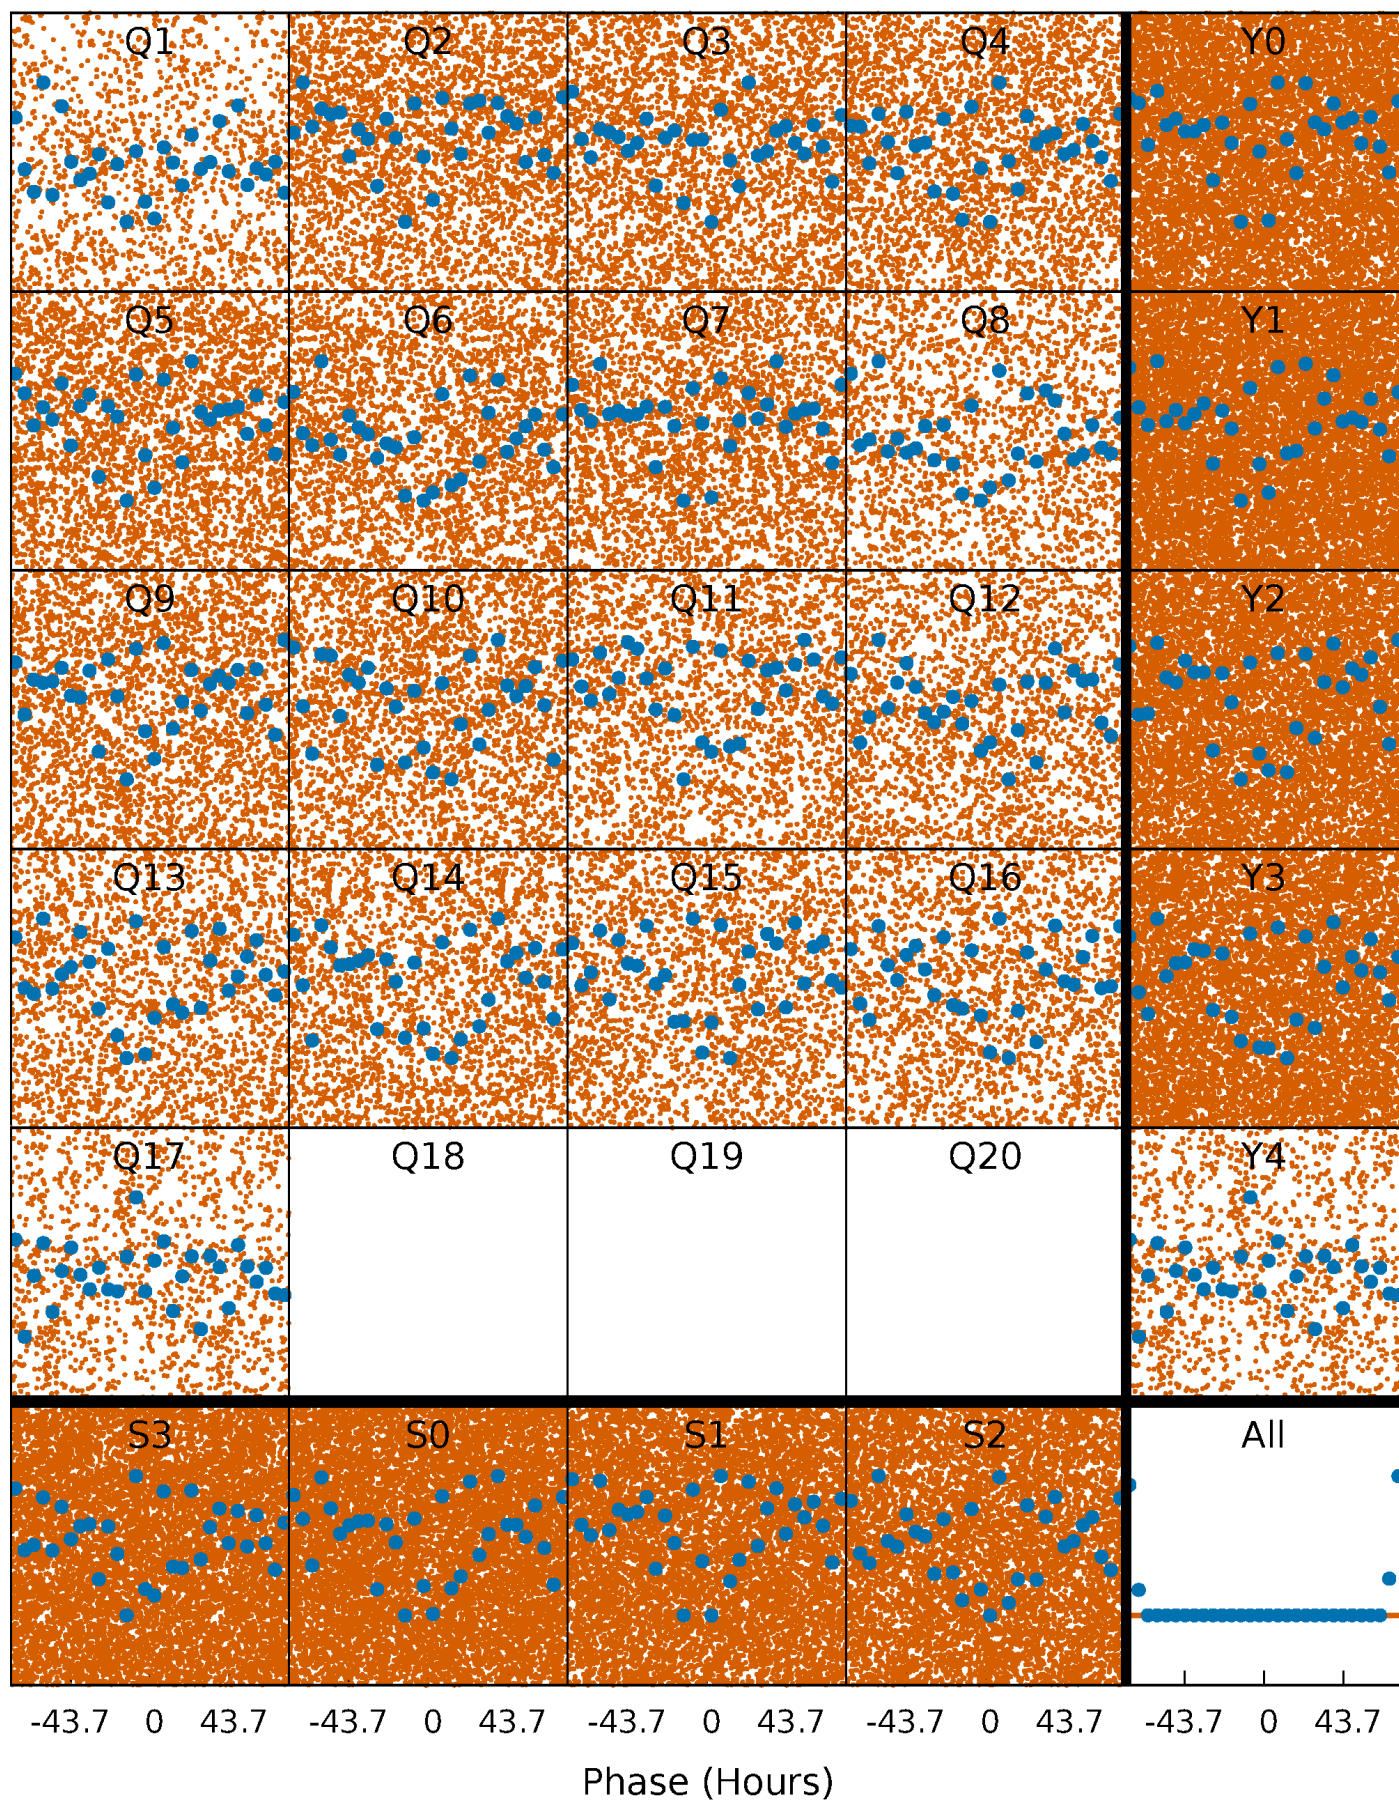 Q1 Q2 Q3 Q4 Y0
Q5 Q6 Q7 Q8 Y1
Q9 Q10 Q11 Q12 Y2
Q13 Q14 Q15 Q16 Y3
Q17 Q18 Q19 Q20 Y4
S3 S0 S1 S2 All
-43.7 0 43.7 -43.7 0 43.7 -43.7 0 43.7 -43.7 0 43.7 -43.7 0 43.7
Phase (Hours)